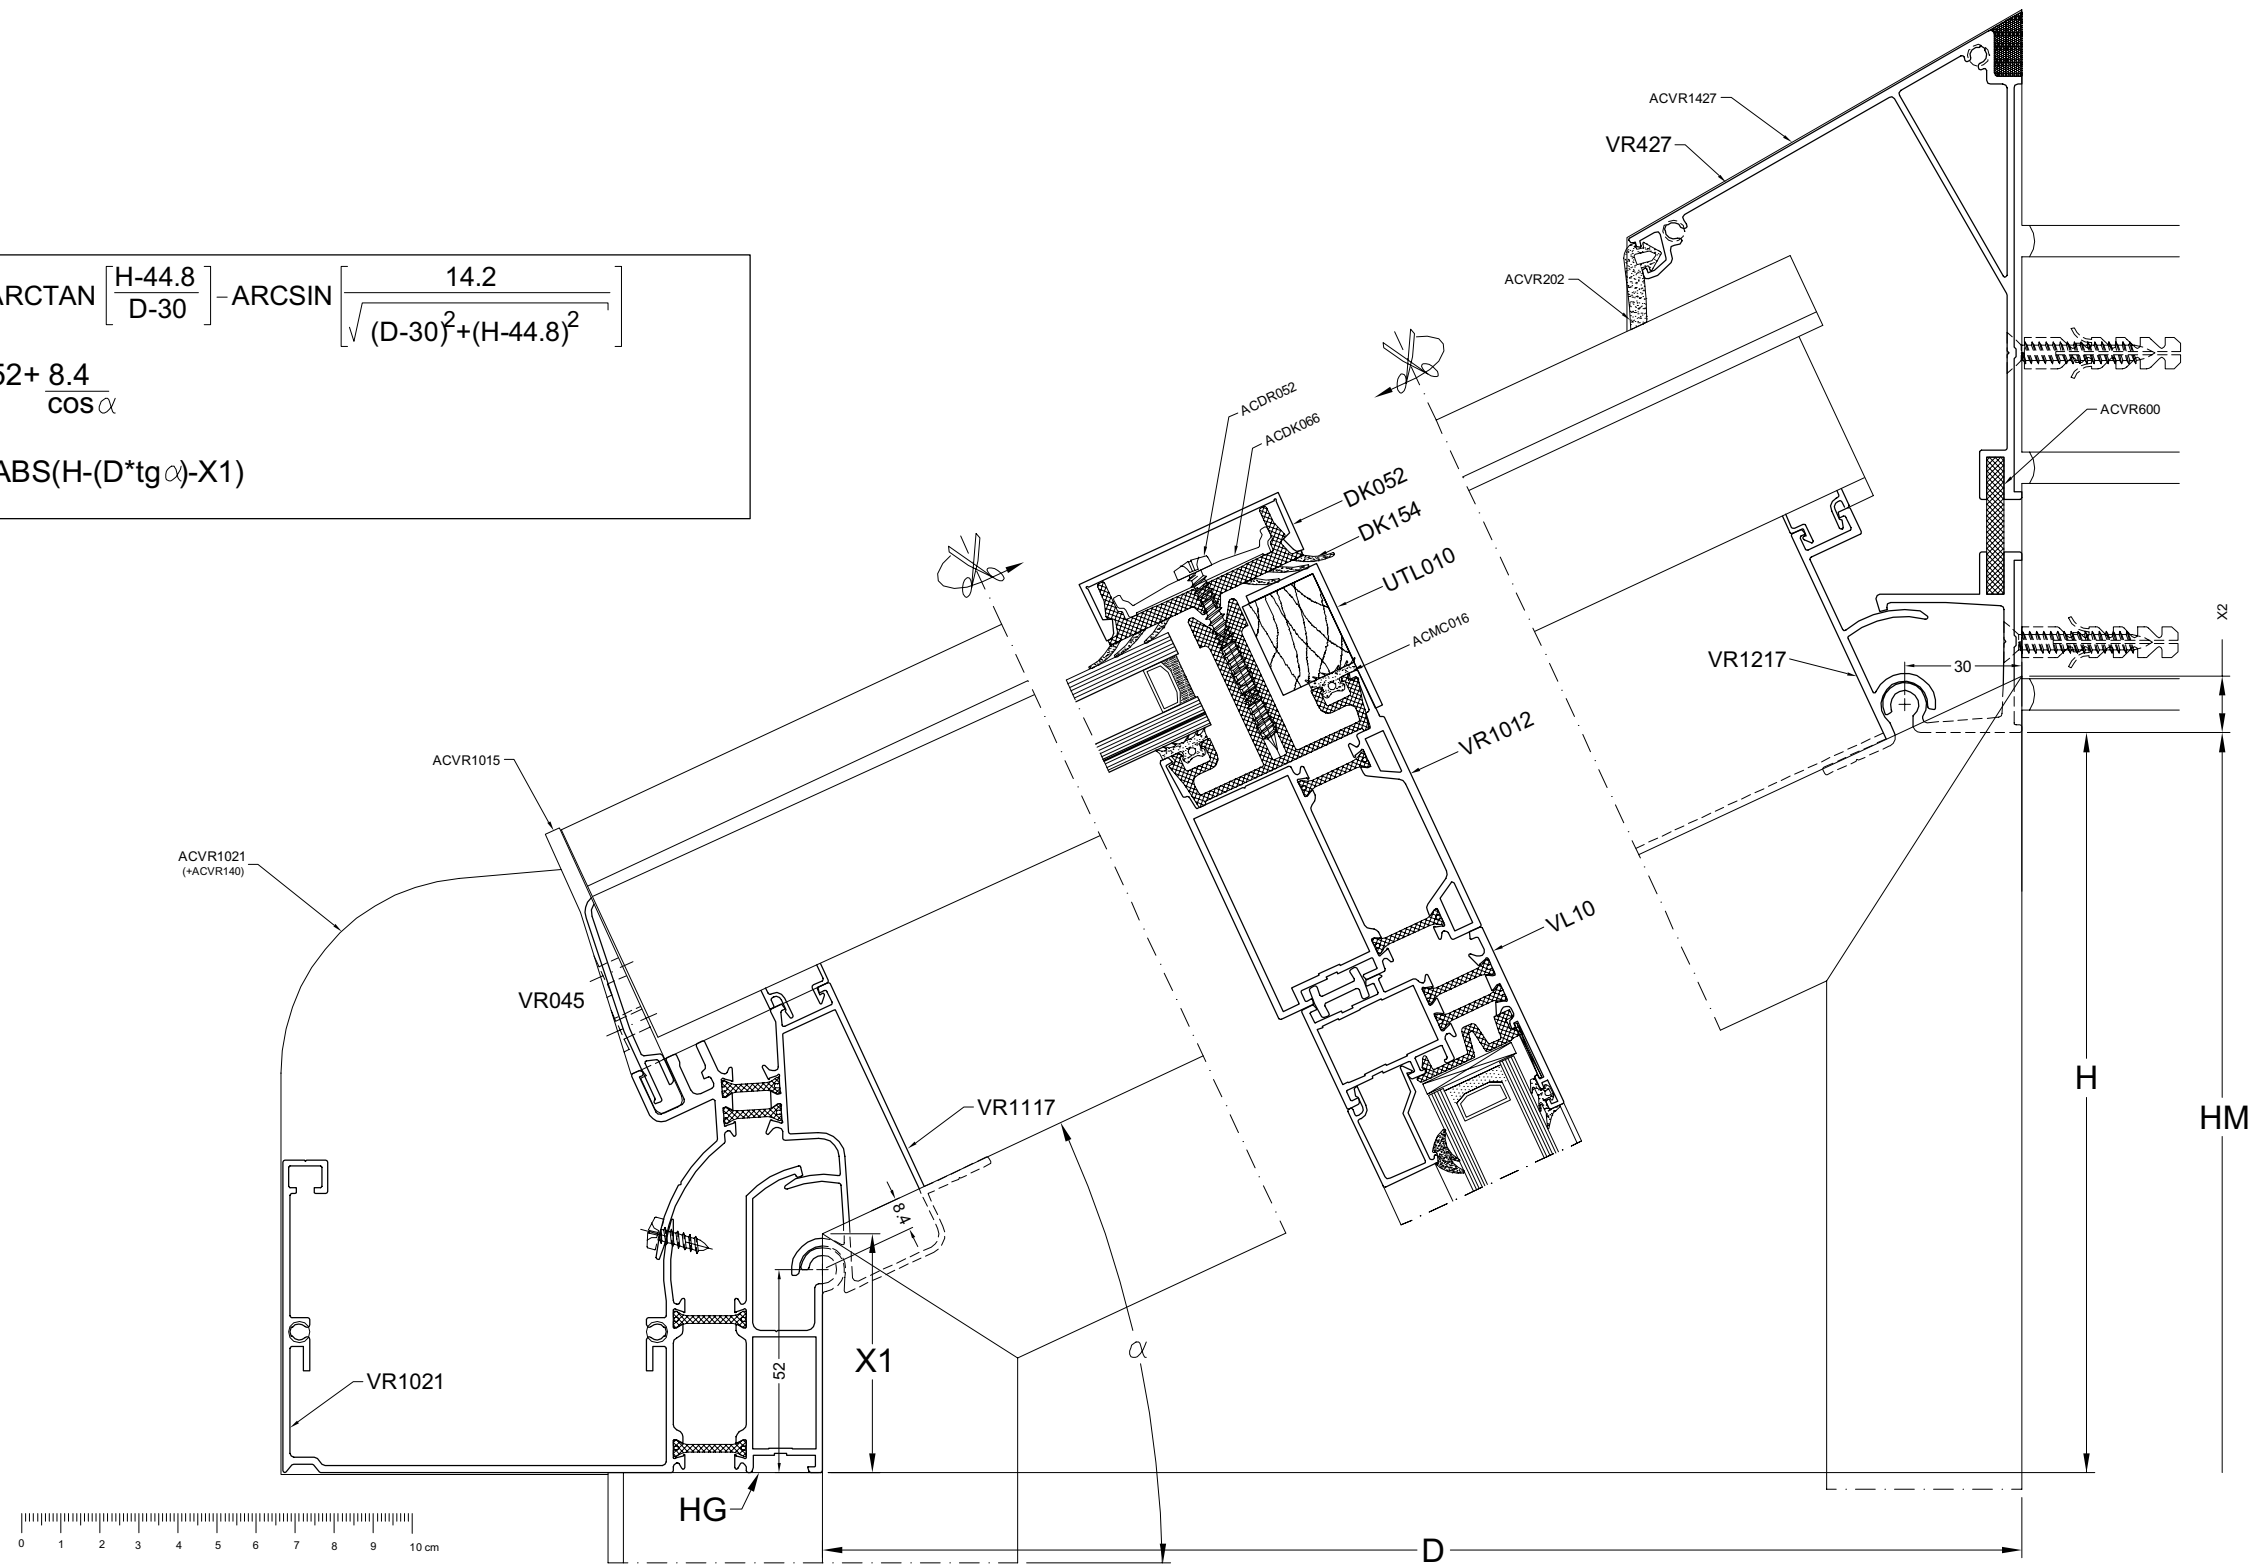 ARCTAN [H-44.8 / D-30] - ARCSIN [14.2 / √(D-30)²+(H-44.8)²]
52+ 8.4 / cos α
ABS(H-(D*tg α)-X1)
ACVR1427
VR427
ACVR202
ACVR600
ACDR052
ACDK066
DK052
DK154
UTL010
ACMC016
X2
30
VR1217
VR1012
ACVR1015
ACVR1021
(+ACVR140)
VL10
VR045
H
HM
VR1117
8.4
α
X1
52
VR1021
HG
D
0 1 2 3 4 5 6 7 8 9 10 cm